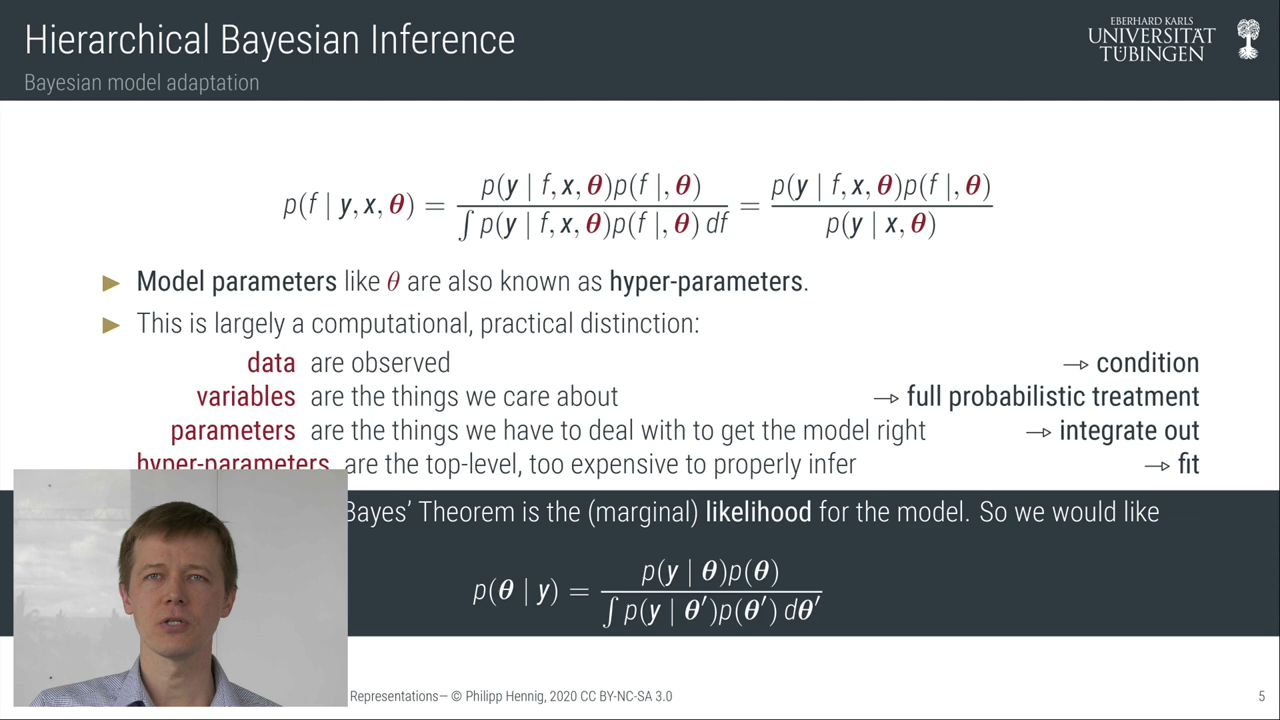 Hierarchical Bayesian Inference
Bayesian model adaptation
EBERHARD KARLS
UNIVERSITÄT
TÜBINGEN
p(f | y, x, θ) = p(y | f, x, θ)p(f |, θ) / ∫ p(y | f, x, θ)p(f |, θ) df = p(y | f, x, θ)p(f |, θ) / p(y | x, θ)
▶ Model parameters like θ are also known as hyper-parameters.
▶ This is largely a computational, practical distinction:
data are observed → condition
variables are the things we care about → full probabilistic treatment
parameters are the things we have to deal with to get the model right → integrate out
hyper-parameters are the top-level, too expensive to properly infer → fit
Bayes' Theorem is the (marginal) likelihood for the model. So we would like
p(θ | y) = p(y | θ)p(θ) / ∫ p(y | θ′)p(θ′) dθ′
Representations— © Philipp Hennig, 2020 CC BY-NC-SA 3.0
5